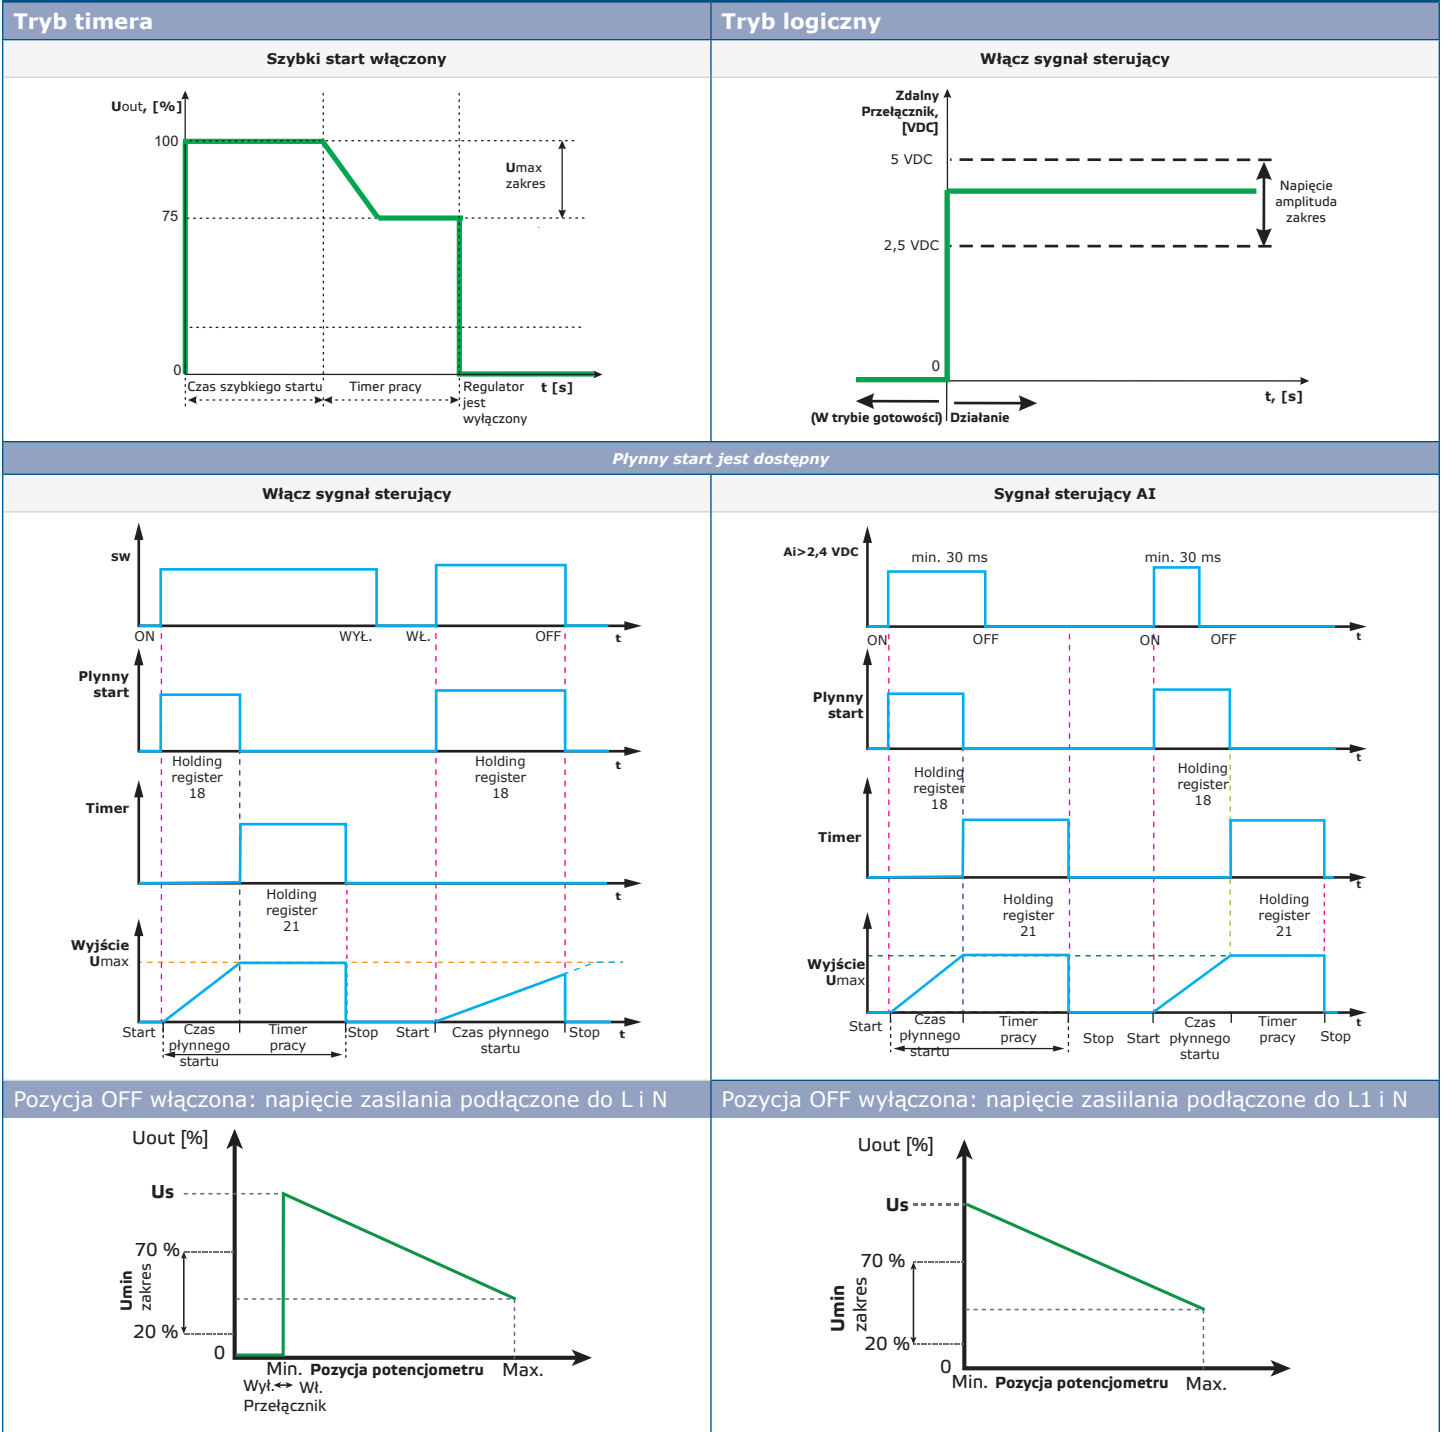 Tryb timera
Tryb logiczny
Szybki start włączony
Włącz sygnał sterujący
Uout, [%]
100
75
0
Umax
zakres
Czas szybkiego startu
Timer pracy
Regulator
jest
wyłączony
t [s]
Zdalny
Przełącznik,
[VDC]
5 VDC
2,5 VDC
0
Napięcie
amplituda
zakres
t, [s]
(W trybie gotowości)
Działanie
Płynny start jest dostępny
Włącz sygnał sterujący
Sygnał sterujący AI
sw
ON
WYŁ.
WŁ.
OFF
t
Plynny
start
Holding
register
18
Holding
register
18
t
Timer
Holding
register
21
t
Wyjście
Umax
Start
Czas
płynnego
startu
Timer
pracy
Stop
Start
Czas płynnego
startu
Stop
t
Ai>2,4 VDC
min. 30 ms
min. 30 ms
ON
OFF
ON
OFF
t
Plynny
start
Holding
register
18
Holding
register
18
t
Timer
Holding
register
21
Holding
register
21
t
Wyjście
Umax
Start
Czas
płynnego
startu
Timer
pracy
Stop
Start
Czas
płynnego
startu
Timer
pracy
Stop
t
Pozycja OFF włączona: napięcie zasilania podłączone do L i N
Pozycja OFF wyłączona: napięcie zasiilania podłączone do L1 i N
Uout [%]
Us
70 %
Umin
zakres
20 %
0
Min.
Pozycja potencjometru
Max.
Wył.
Wł.
Przełącznik
Uout [%]
Us
70 %
Umin
zakres
20 %
0
Min.
Pozycja potencjometru
Max.